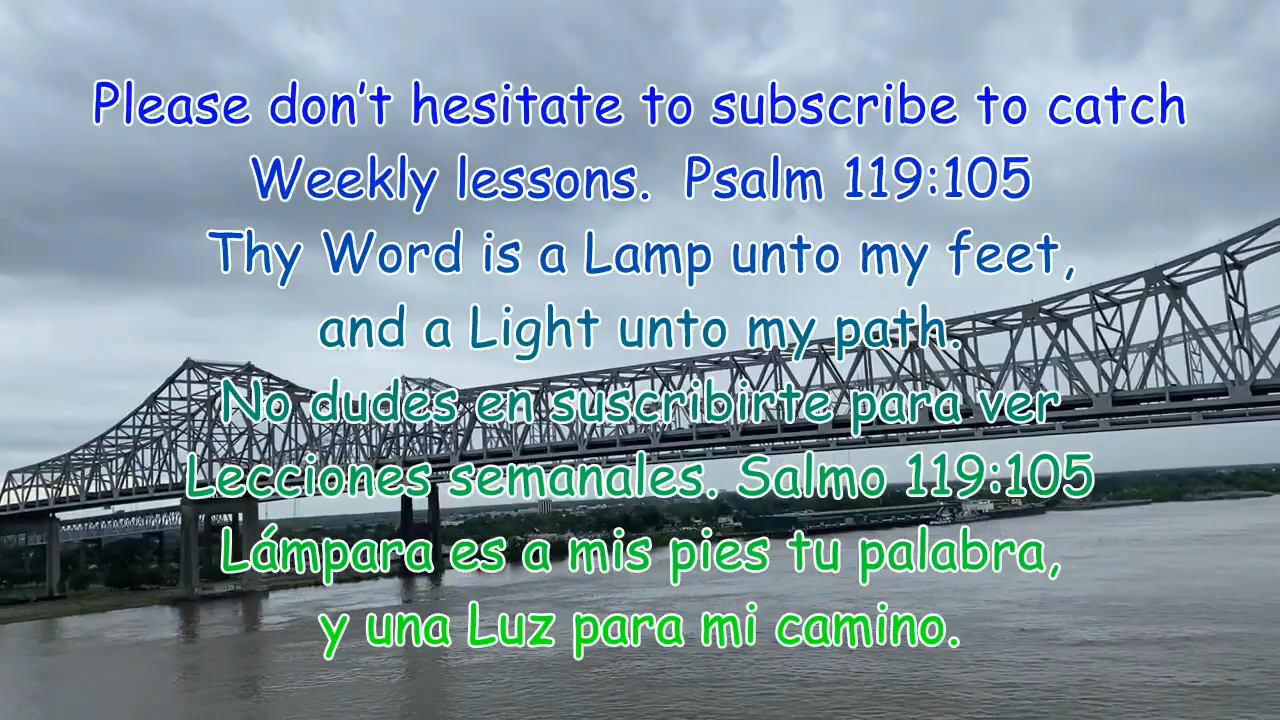 Please don't hesitate to subscribe to catch
Weekly lessons.  Psalm 119:105
Thy Word is a Lamp unto my feet,
and a Light unto my path.
No dudes en suscribirte para ver
Lecciones semanales. Salmo 119:105
Lámpara es a mis pies tu palabra,
y una Luz para mi camino.